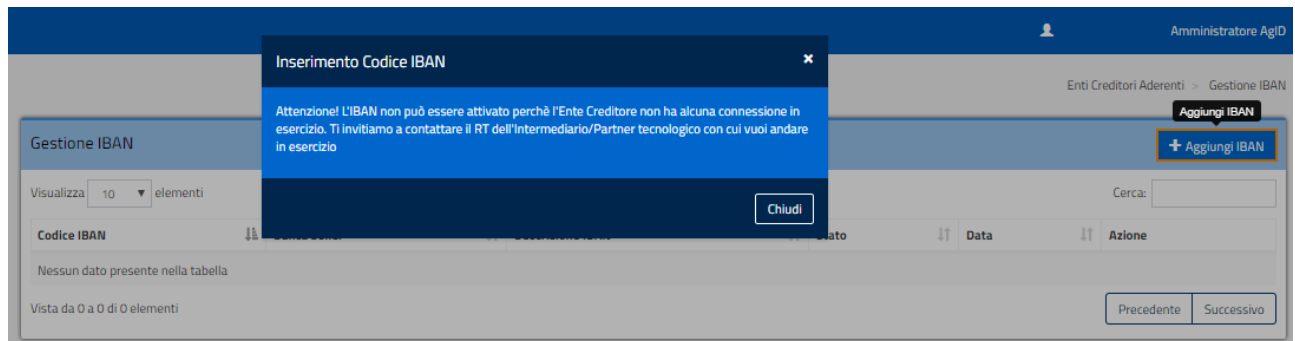 Amministratore AgID
Inserimento Codice IBAN
×
Enti Creditori Aderenti > Gestione IBAN
Attenzione! L'IBAN non può essere attivato perchè l'Ente Creditore non ha alcuna connessione in
esercizio. Ti invitiamo a contattare il RT dell'Intermediario/Partner tecnologico con cui vuoi andare
in esercizio
Aggiungi IBAN
Gestione IBAN
+ Aggiungi IBAN
Visualizza 10 elementi
Cerca:
Chiudi
Codice IBAN Data Azione
Nessun dato presente nella tabella
Vista da 0 a 0 di 0 elementi
Precedente Successivo